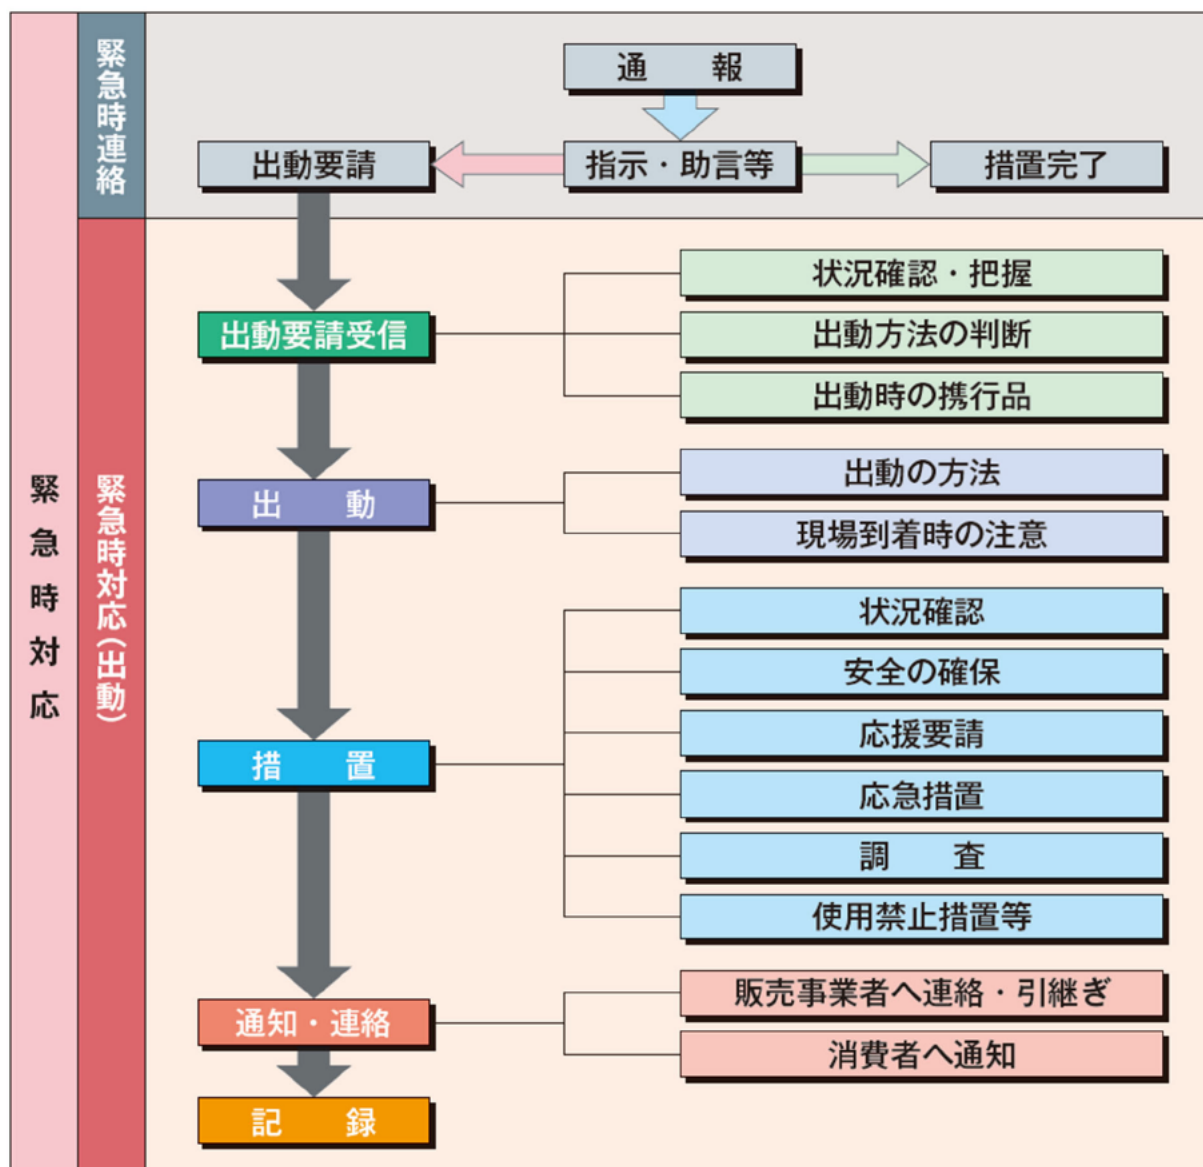 緊急時対応
緊急時連絡
通報
出動要請
指示・助言等
措置完了
緊急時対応(出動)
出動要請受信
状況確認・把握
出動方法の判断
出動時の携行品
出動
出動の方法
現場到着時の注意
措置
状況確認
安全の確保
応援要請
応急措置
調査
使用禁止措置等
通知・連絡
販売事業者へ連絡・引継ぎ
消費者へ通知
記録